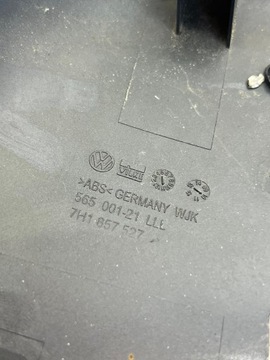 >ABS< GERMANY WJK
565 001-21 LLL
7H1 857 527